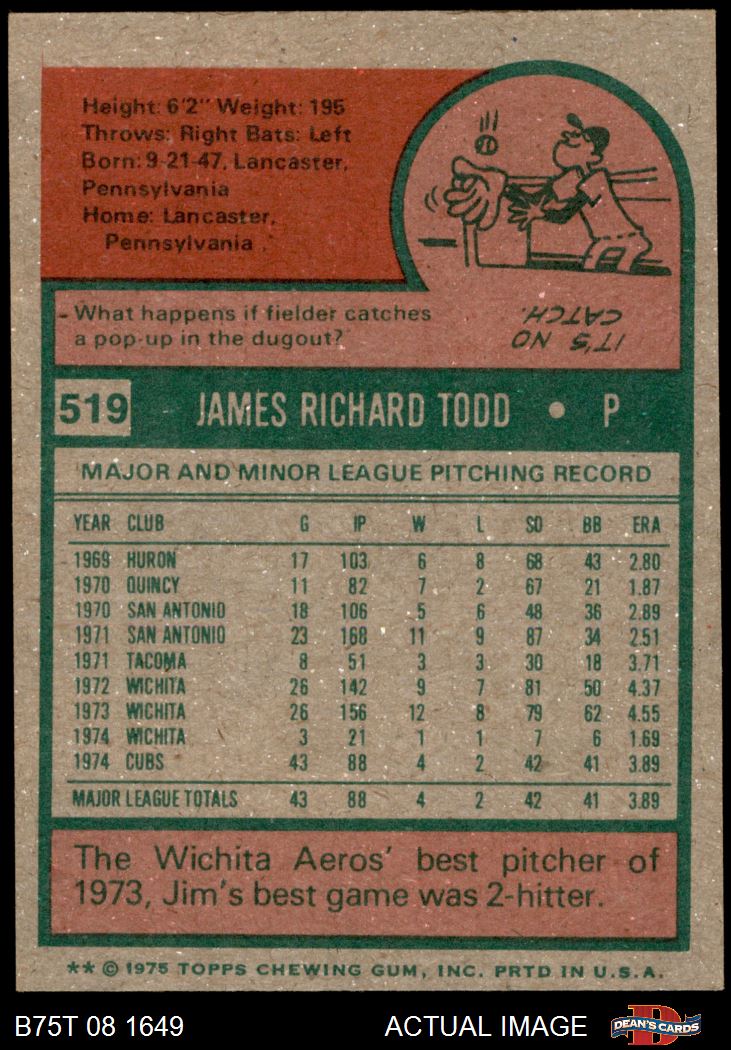 Height: 6'2" Weight: 195
Throws: Right Bats: Left
Born: 9-21-47, Lancaster,
Pennsylvania
Home: Lancaster,
Pennsylvania
What happens if fielder catches
a pop-up in the dugout?
IT'S NO
CATCH.
519 JAMES RICHARD TODD • P
MAJOR AND MINOR LEAGUE PITCHING RECORD
YEAR CLUB G IP W L SO BB ERA
1969 HURON 17 103 6 8 68 43 2.80
1970 QUINCY 11 82 7 2 67 21 1.87
1970 SAN ANTONIO 18 106 5 6 48 36 2.89
1971 SAN ANTONIO 23 168 11 9 87 34 2.51
1971 TACOMA 8 51 3 3 30 18 3.71
1972 WICHITA 26 142 9 7 81 50 4.37
1973 WICHITA 26 156 12 8 79 62 4.55
1974 WICHITA 3 21 1 1 7 6 1.69
1974 CUBS 43 88 4 2 42 41 3.89
MAJOR LEAGUE TOTALS 43 88 4 2 42 41 3.89
The Wichita Aeros' best pitcher of
1973, Jim's best game was 2-hitter.
** © 1975 TOPPS CHEWING GUM, INC. PRTD IN U.S.A.
B75T 08 1649 ACTUAL IMAGE D DEAN'S CARDS